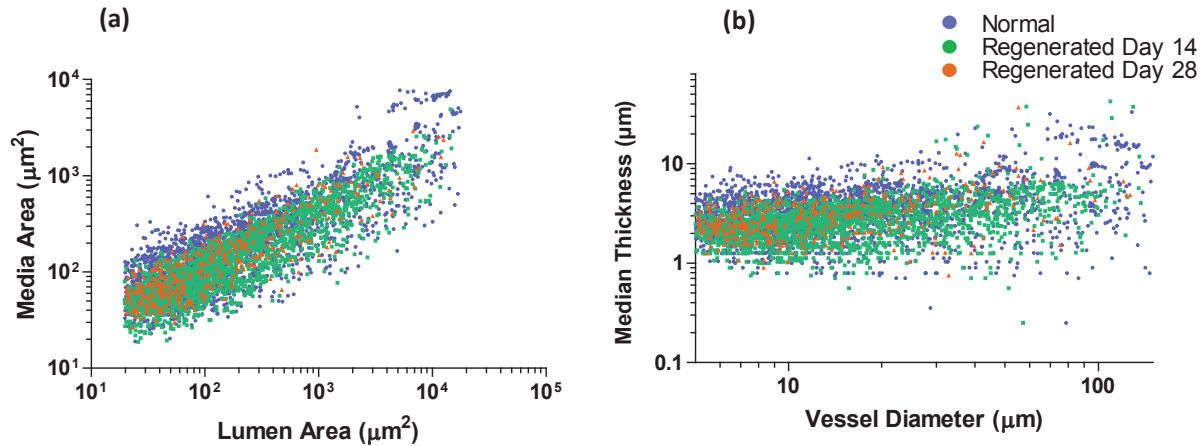 (a)
10⁴
10³
10²
10¹
Media Area (μm²)
10¹ 10² 10³ 10⁴ 10⁵
Lumen Area (μm²)
(b)
Normal
Regenerated Day 14
Regenerated Day 28
10
1
0.1
Median Thickness (μm)
10 100
Vessel Diameter (μm)